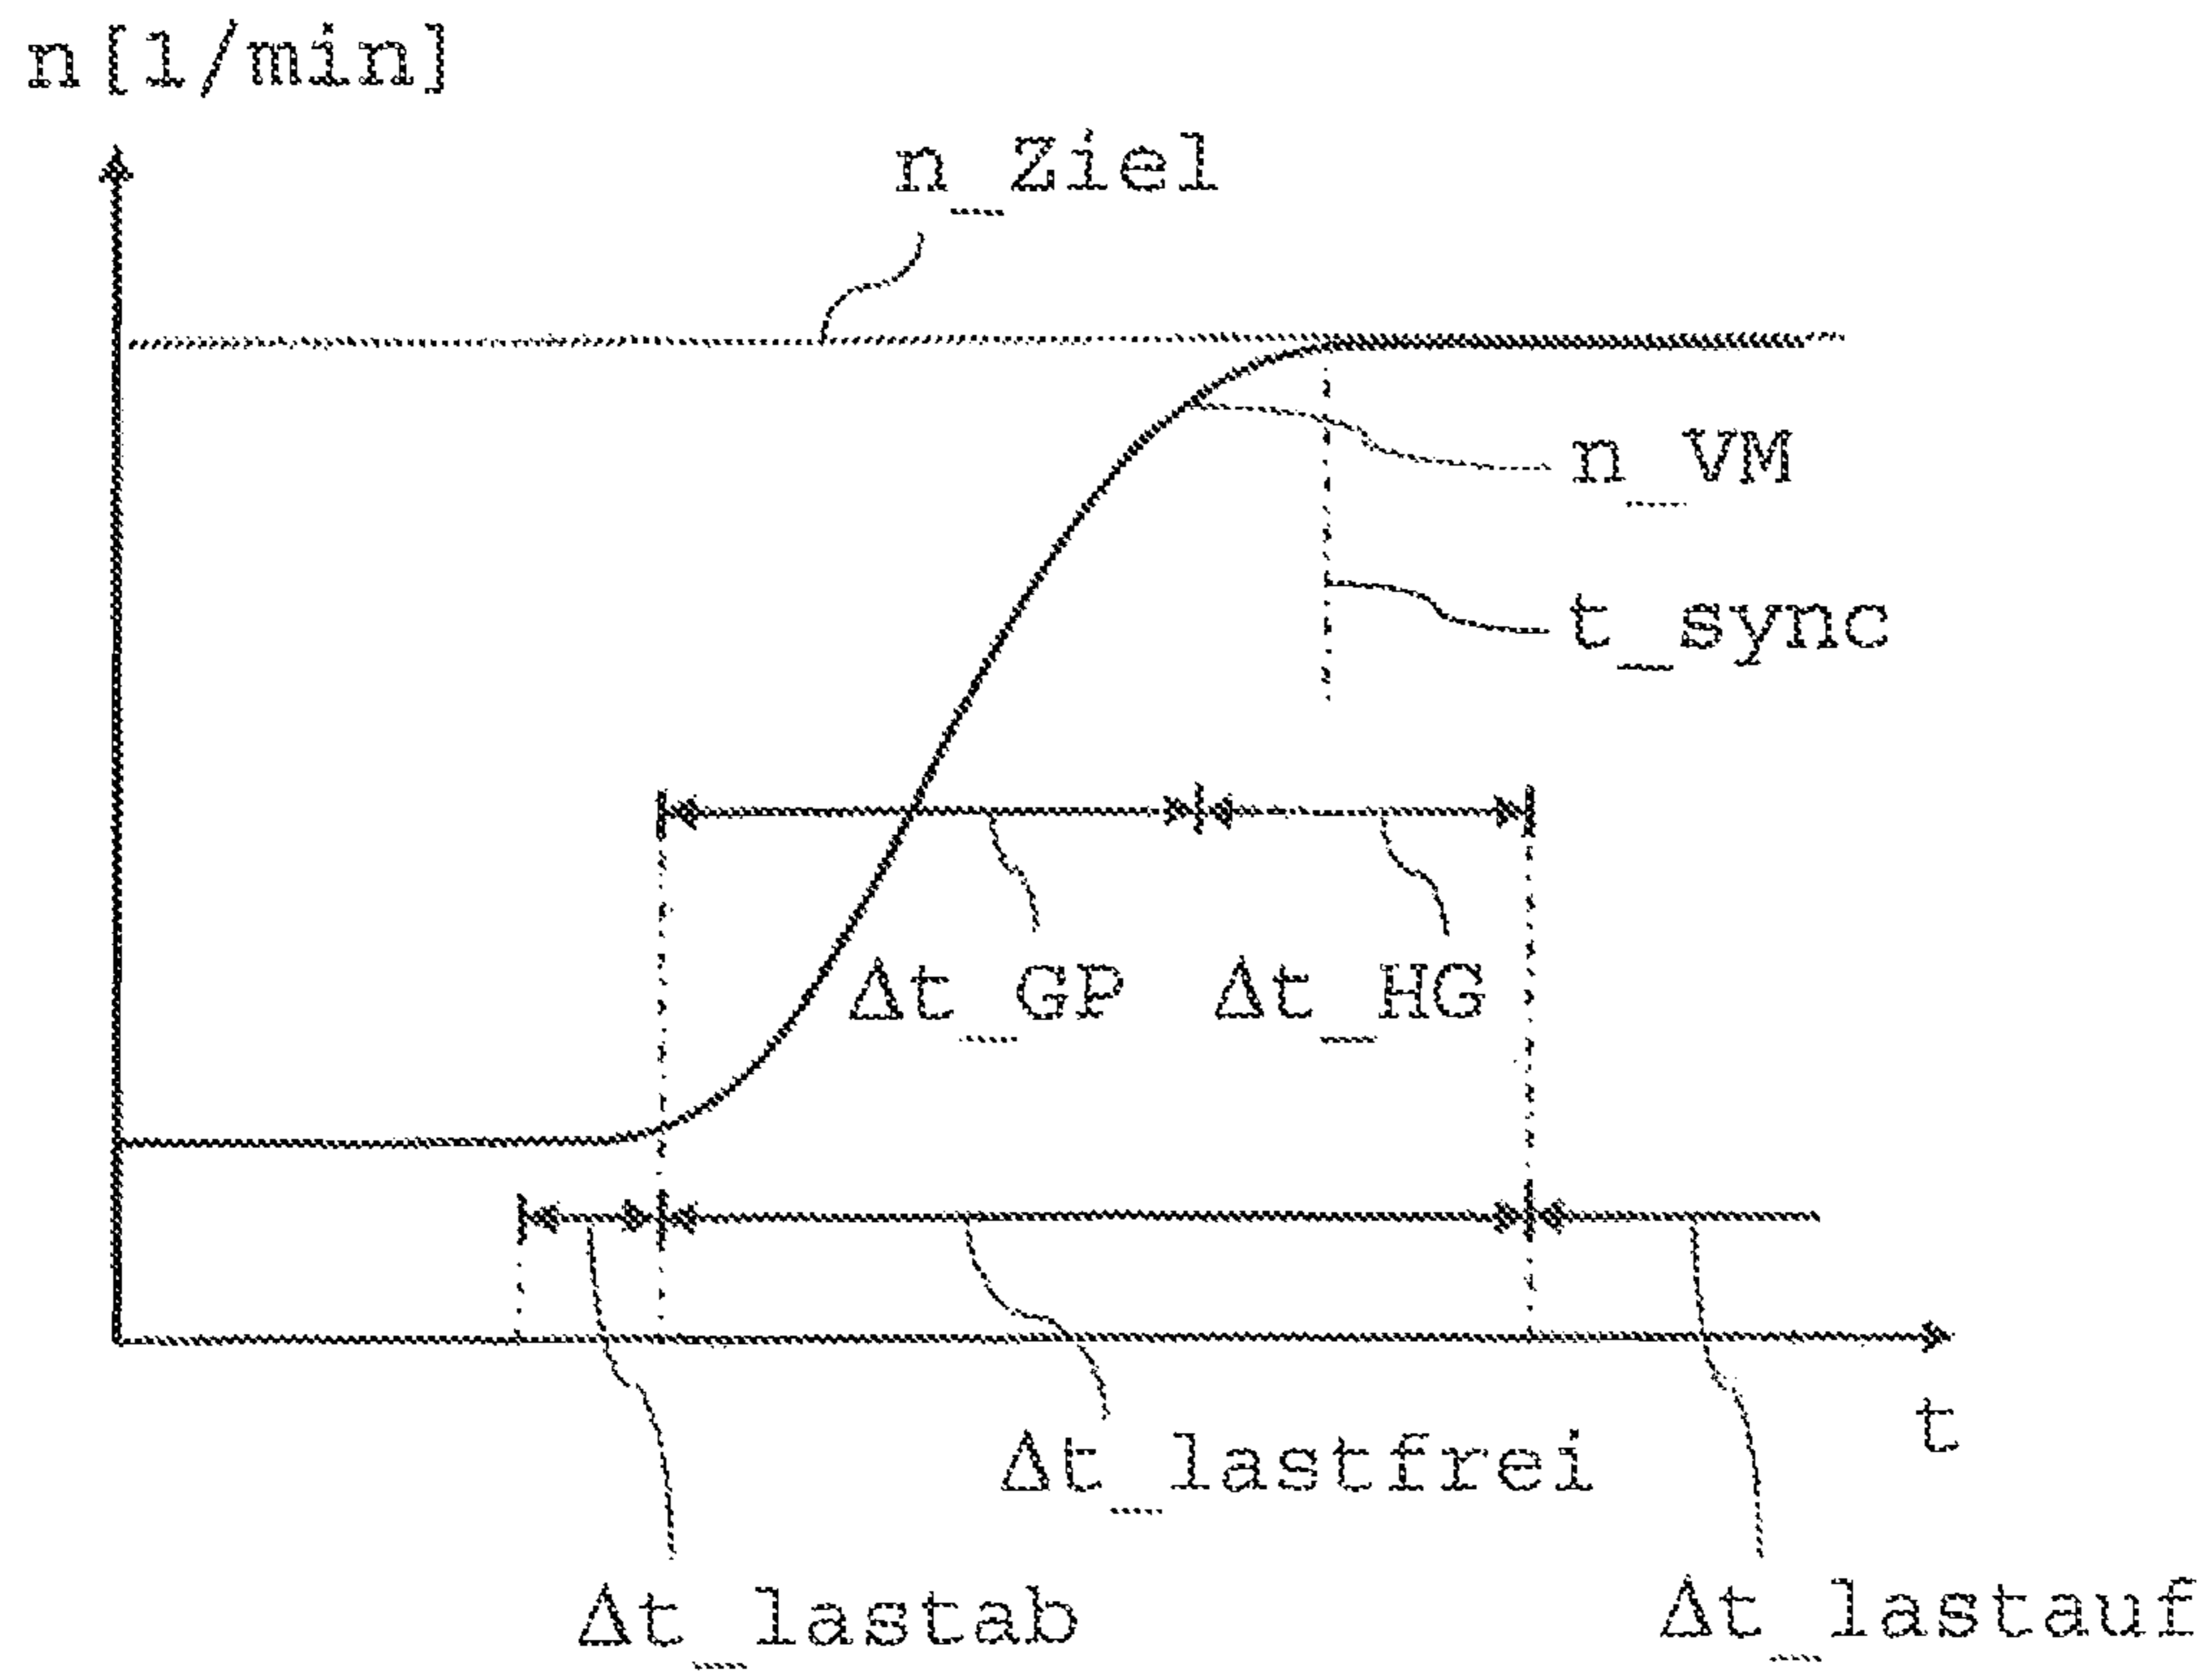 n[1/min]
n_Ziel
n_VM
t_sync
Δt_GP Δt_HG
t
Δt_lastfrei
Δt_lastab
Δt_lastauf